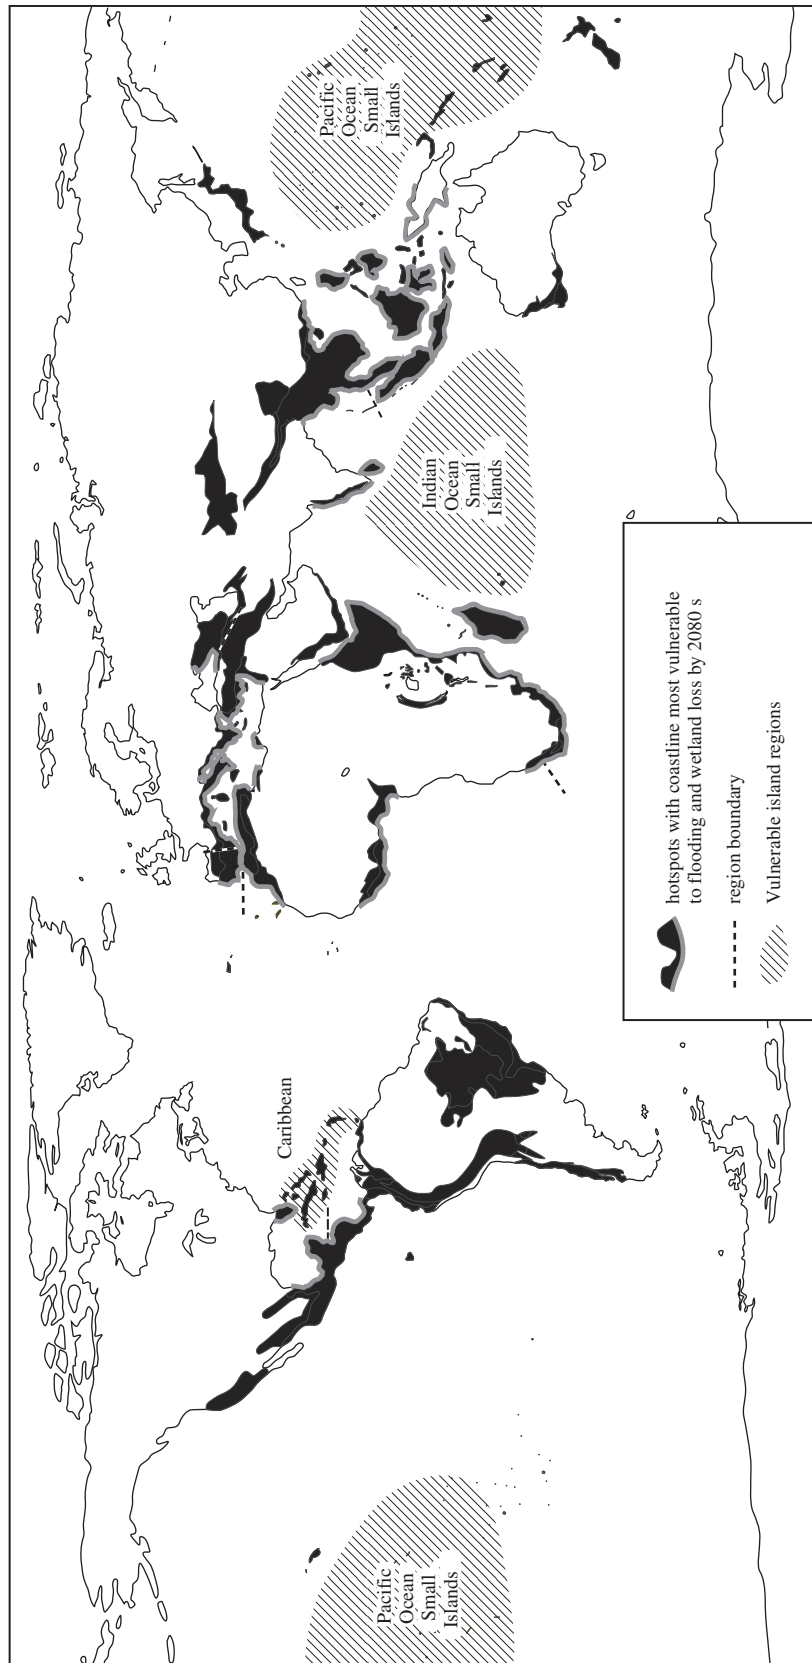 Pacific
Ocean
Small
Islands
Caribbean
Indian
Ocean
Small
Islands
Pacific
Ocean
Small
Islands
hotspots with coastline most vulnerable
to flooding and wetland loss by 2080 s
region boundary
Vulnerable island regions